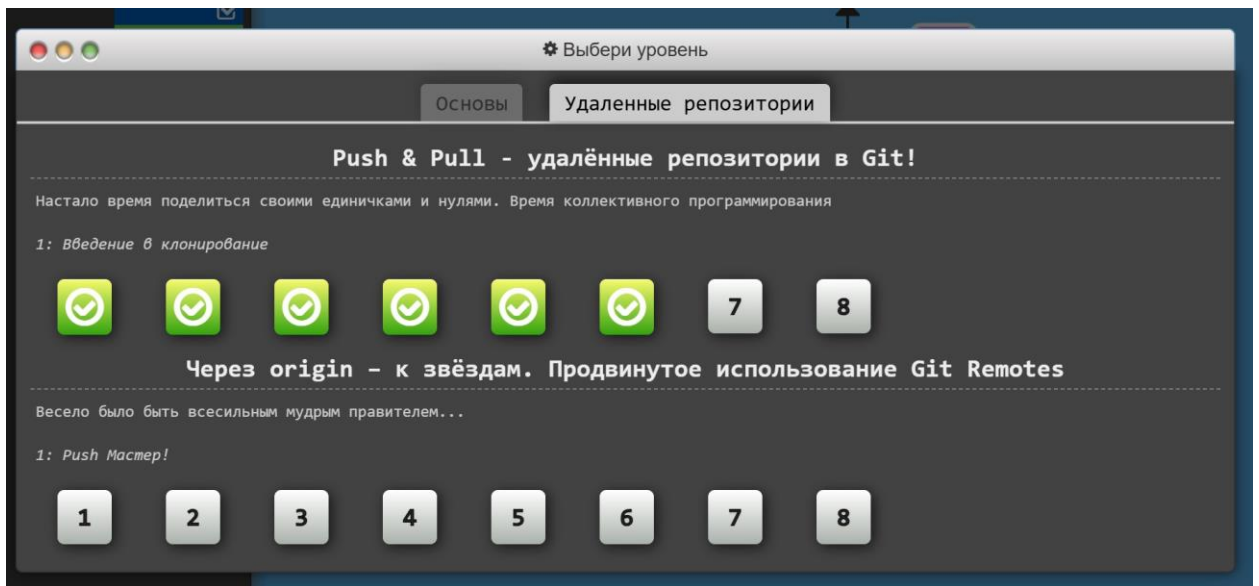 Выбери уровень
Основы Удаленные репозитории
Push & Pull - удалённые репозитории в Git!
Настало время поделиться своими единичками и нулями. Время коллективного программирования
1: Введение в клонирование
7 8
Через origin – к звёздам. Продвинутое использование Git Remotes
Весело было быть всесильным мудрым правителем...
1: Push Мастер!
1 2 3 4 5 6 7 8